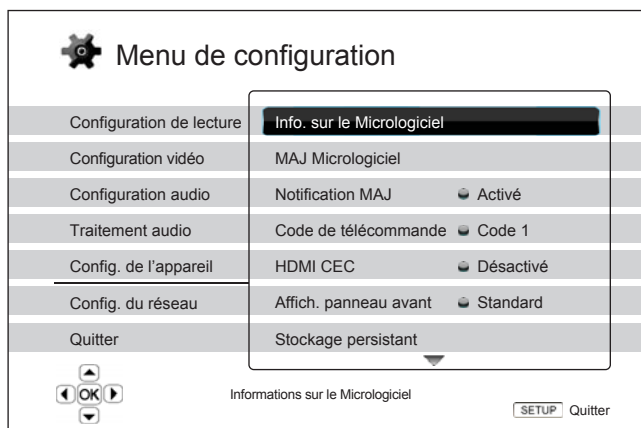 Menu de configuration
Configuration de lecture
Info. sur le Micrologiciel
Configuration vidéo
MAJ Micrologiciel
Configuration audio
Notification MAJ
Activé
Traitement audio
Code de télécommande
Code 1
Config. de l'appareil
HDMI CEC
Désactivé
Config. du réseau
Affich. panneau avant
Standard
Quitter
Stockage persistant
OK
Informations sur le Micrologiciel
SETUP Quitter